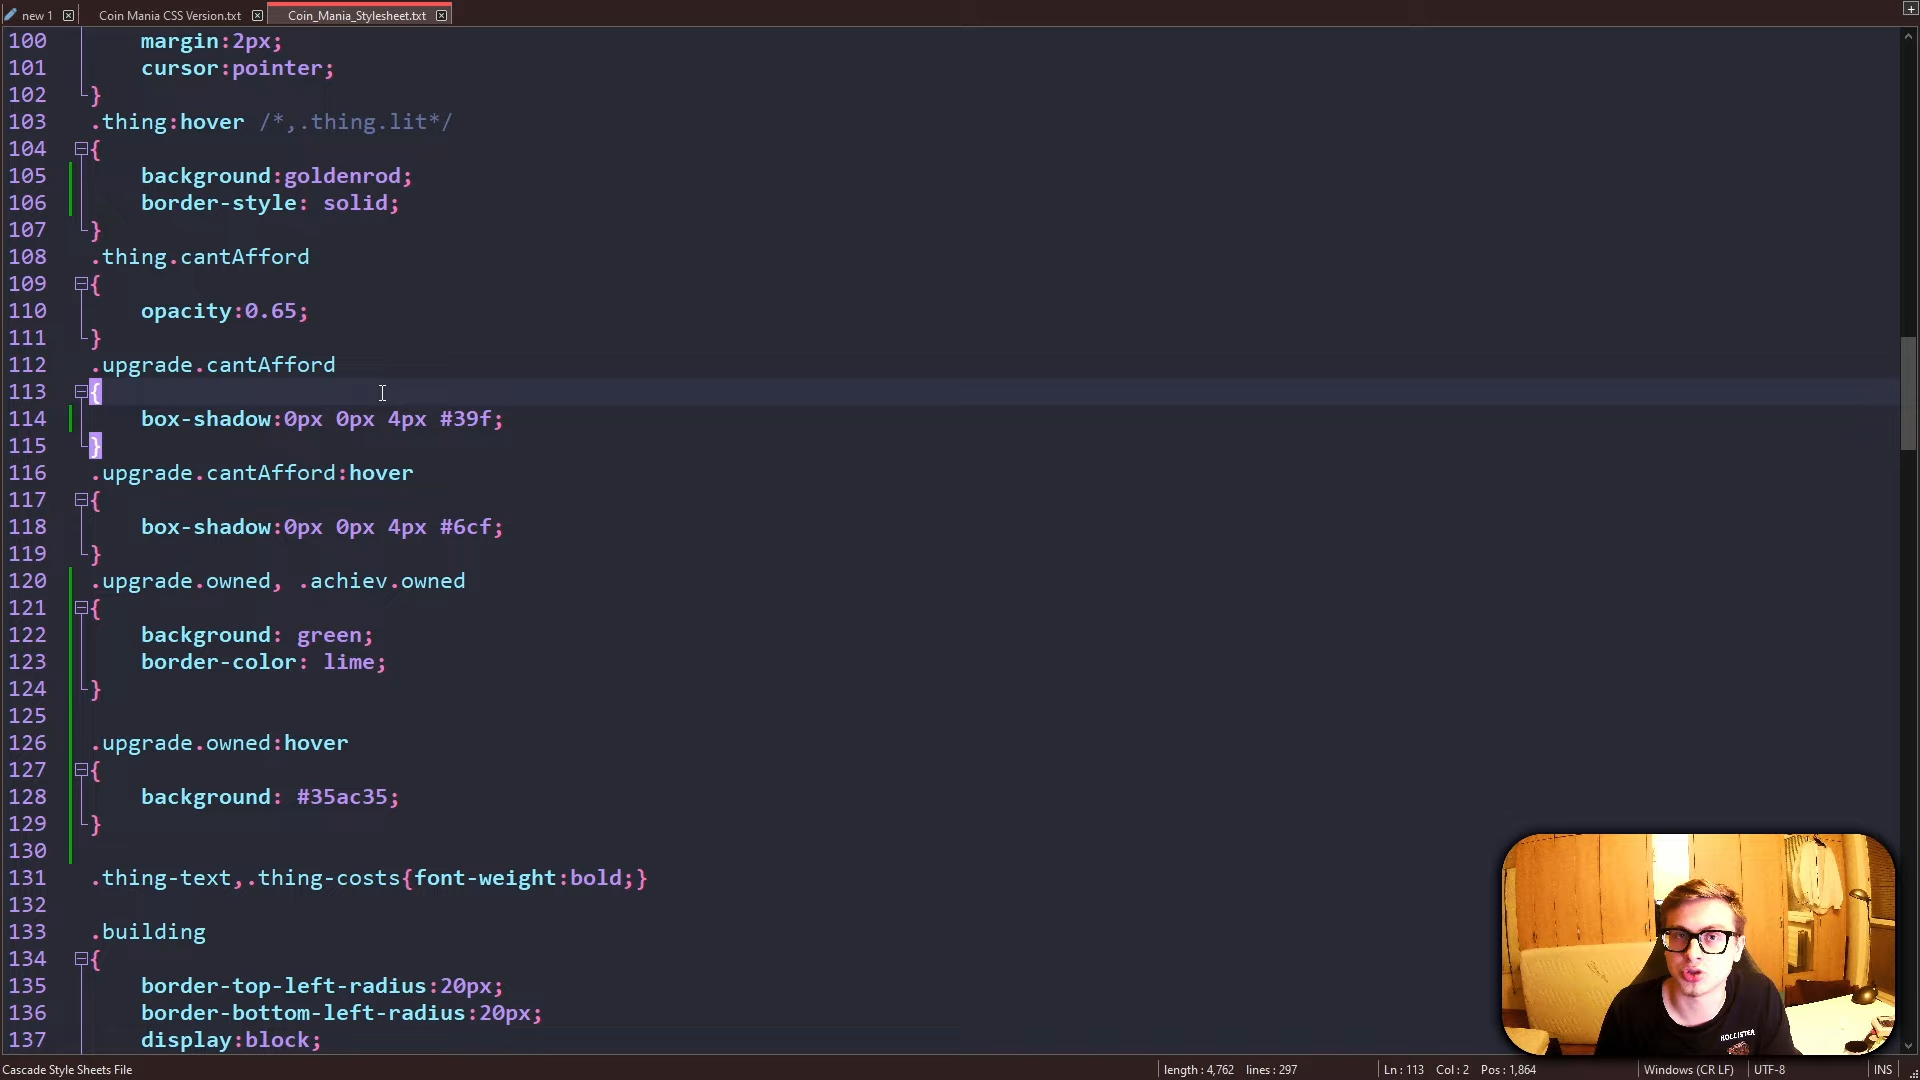 new 1
Coin Mania CSS Version.txt
Coin_Mania_Stylesheet.txt
100 margin:2px;
101 cursor:pointer;
102 }
103 .thing:hover /*,.thing.lit*/
104 {
105 background:goldenrod;
106 border-style: solid;
107 }
108 .thing.cantAfford
109 {
110 opacity:0.65;
111 }
112 .upgrade.cantAfford
113 {
114 box-shadow:0px 0px 4px #39f;
115 }
116 .upgrade.cantAfford:hover
117 {
118 box-shadow:0px 0px 4px #6cf;
119 }
120 .upgrade.owned, .achiev.owned
121 {
122 background: green;
123 border-color: lime;
124 }
125
126 .upgrade.owned:hover
127 {
128 background: #35ac35;
129 }
130
131 .thing-text,.thing-costs{font-weight:bold;}
132
133 .building
134 {
135 border-top-left-radius:20px;
136 border-bottom-left-radius:20px;
137 display:block;
HOLLISTER
Cascade Style Sheets File
length : 4,762 lines : 297
Ln : 113 Col : 2 Pos : 1,864
Windows (CR LF)
UTF-8
INS